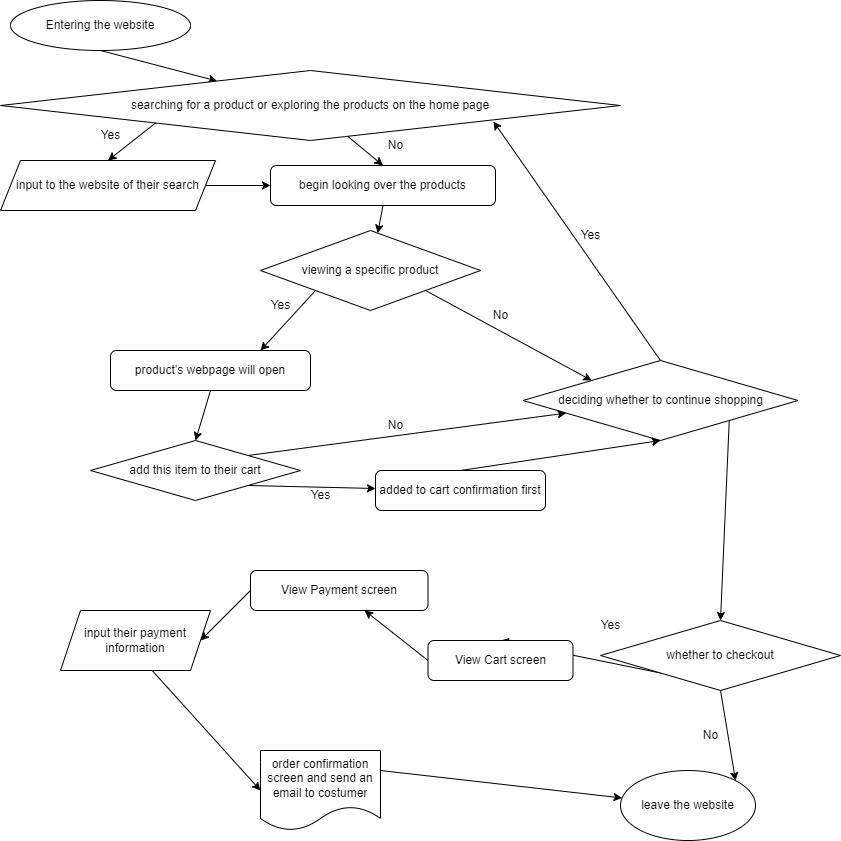 Entering the website
searching for a product or exploring the products on the home page
Yes
No
input to the website of their search
begin looking over the products
Yes
viewing a specific product
Yes
No
product's webpage will open
deciding whether to continue shopping
No
add this item to their cart
Yes
added to cart confirmation first
View Payment screen
input their payment
information
Yes
View Cart screen
whether to checkout
No
order confirmation
screen and send an
email to costumer
leave the website